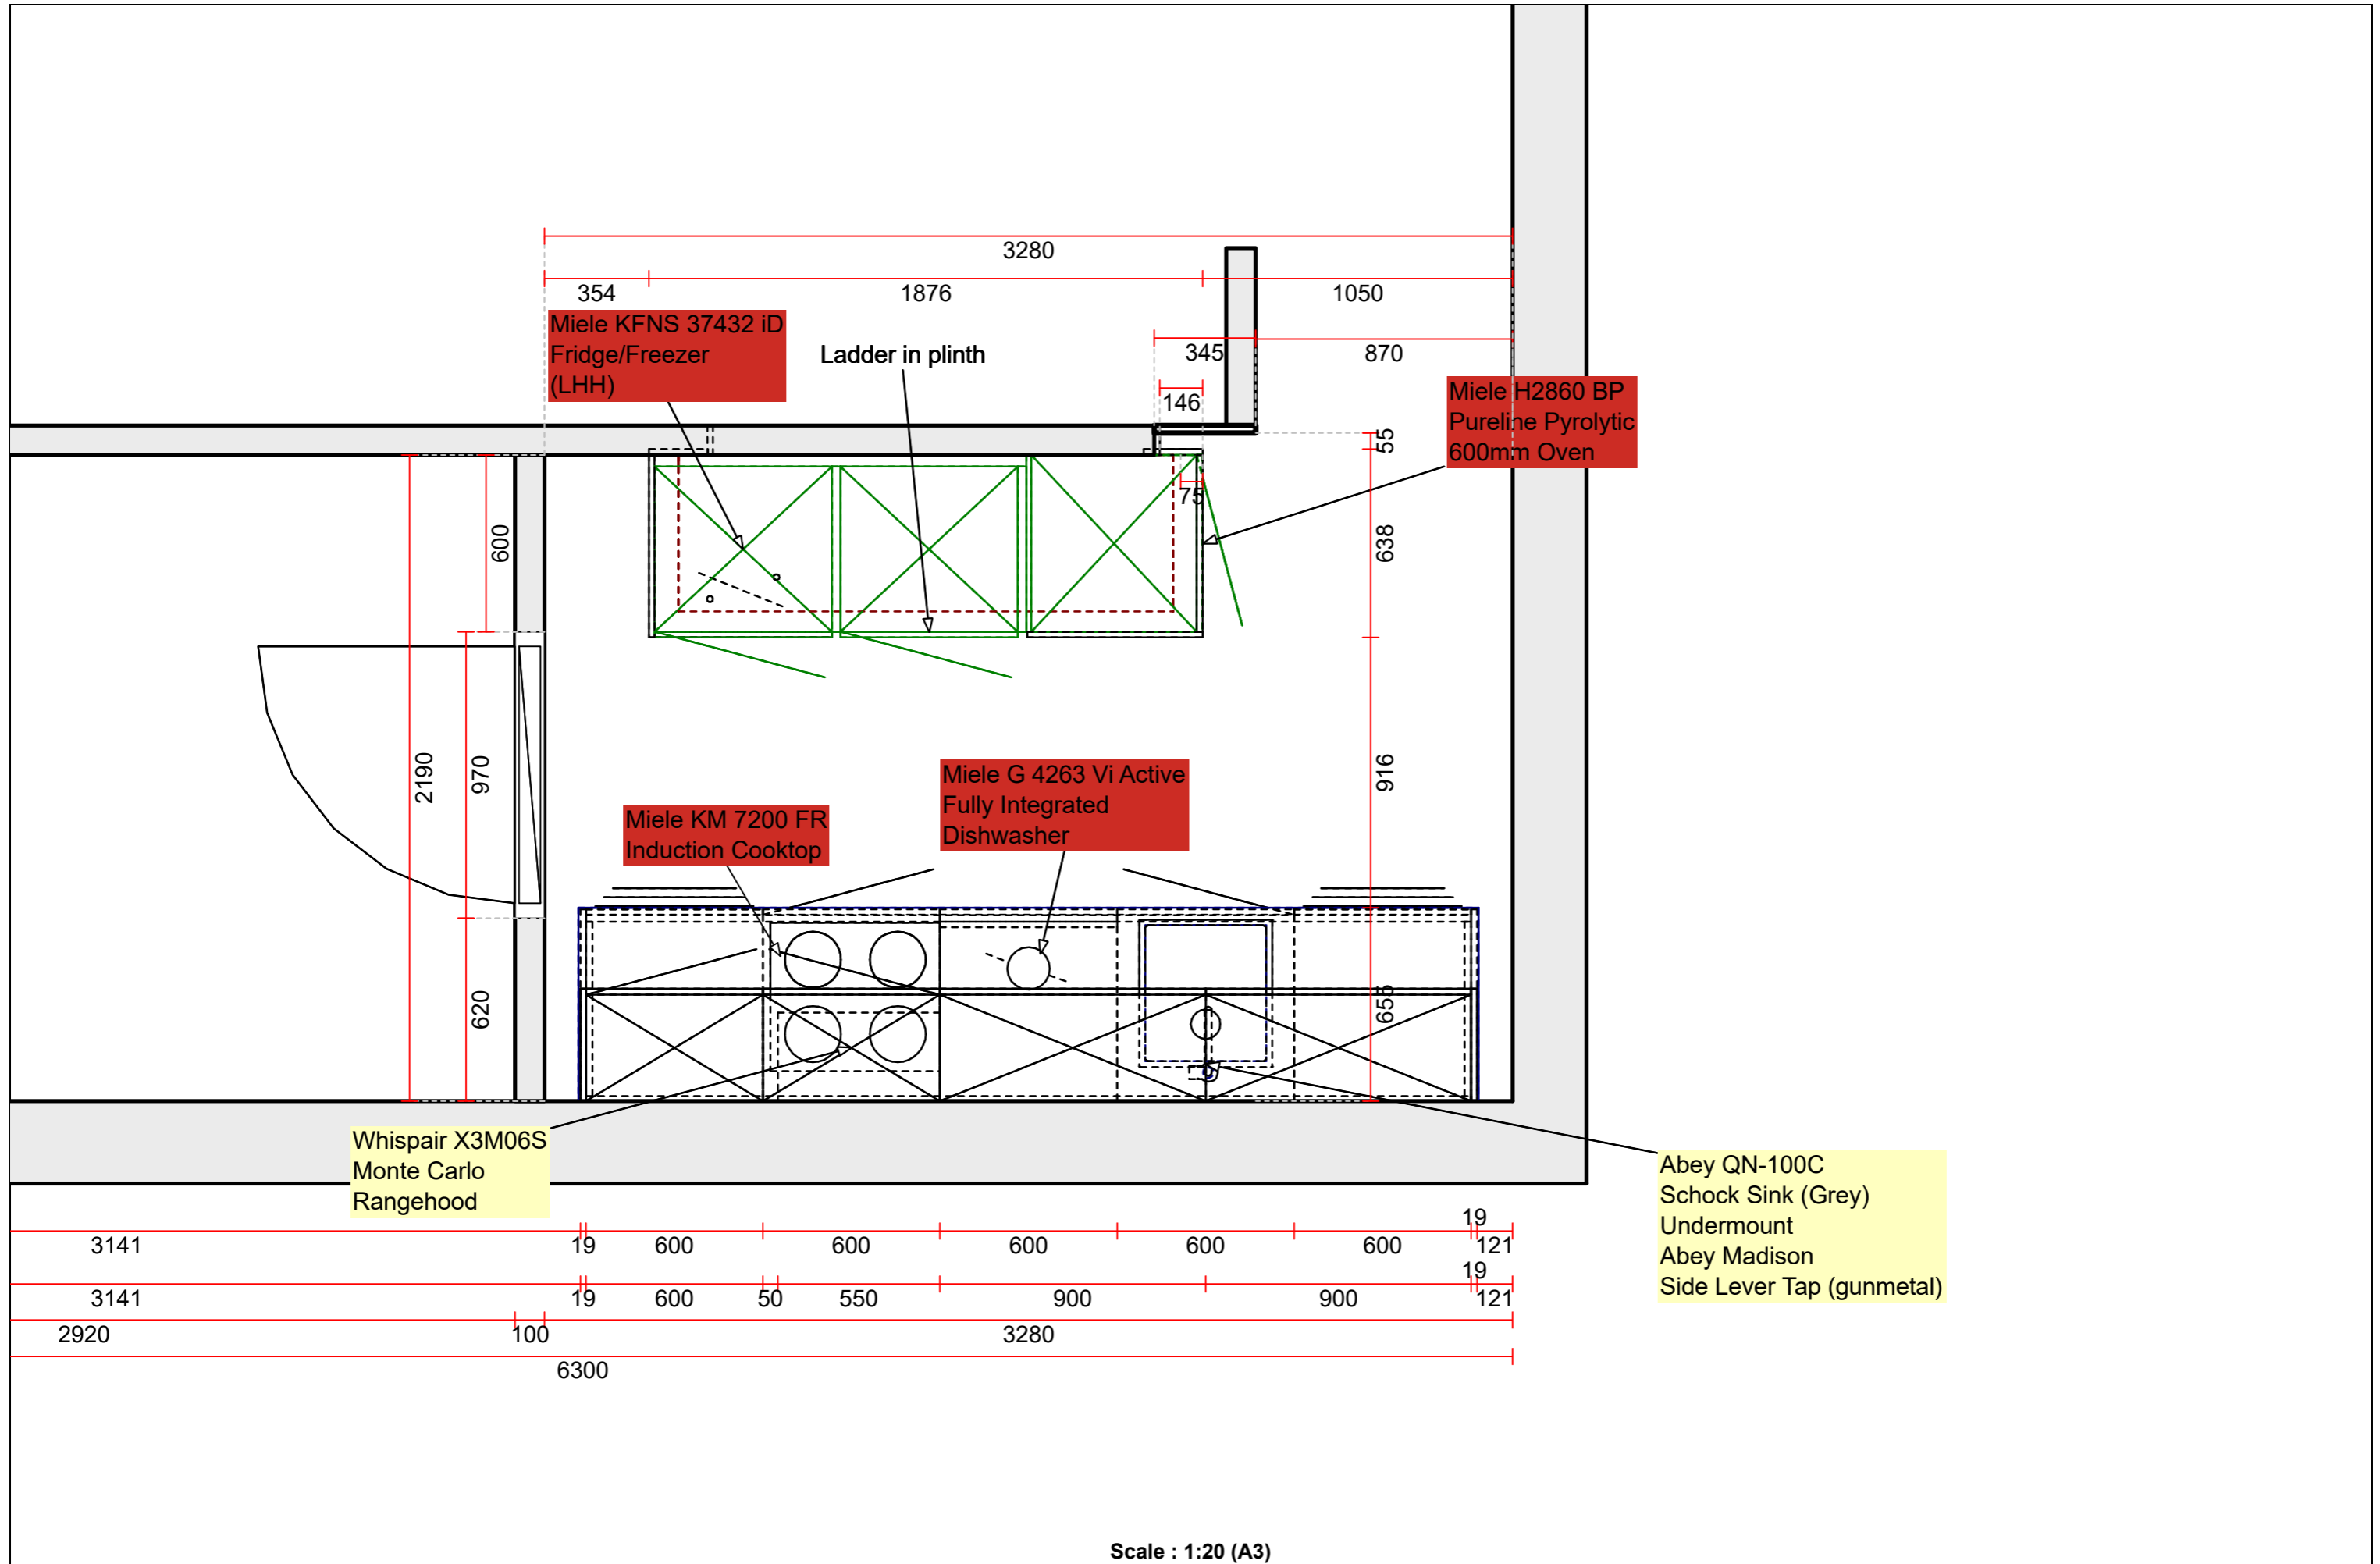 3280
354
1876
1050
Miele KFNS 37432 iD
Fridge/Freezer
(LHH)
Ladder in plinth
345
870
146
Miele H2860 BP
Pureline Pyrolytic
600mm Oven
55
75
600
638
2190
970
916
Miele KM 7200 FR
Induction Cooktop
Miele G 4263 Vi Active
Fully Integrated
Dishwasher
620
655
Whispair X3M06S
Monte Carlo
Rangehood
Abey QN-100C
Schock Sink (Grey)
Undermount
Abey Madison
Side Lever Tap (gunmetal)
19
3141
19
600
600
600
600
600
121
19
3141
19
600
50
550
900
900
121
2920
100
3280
6300
Scale : 1:20 (A3)